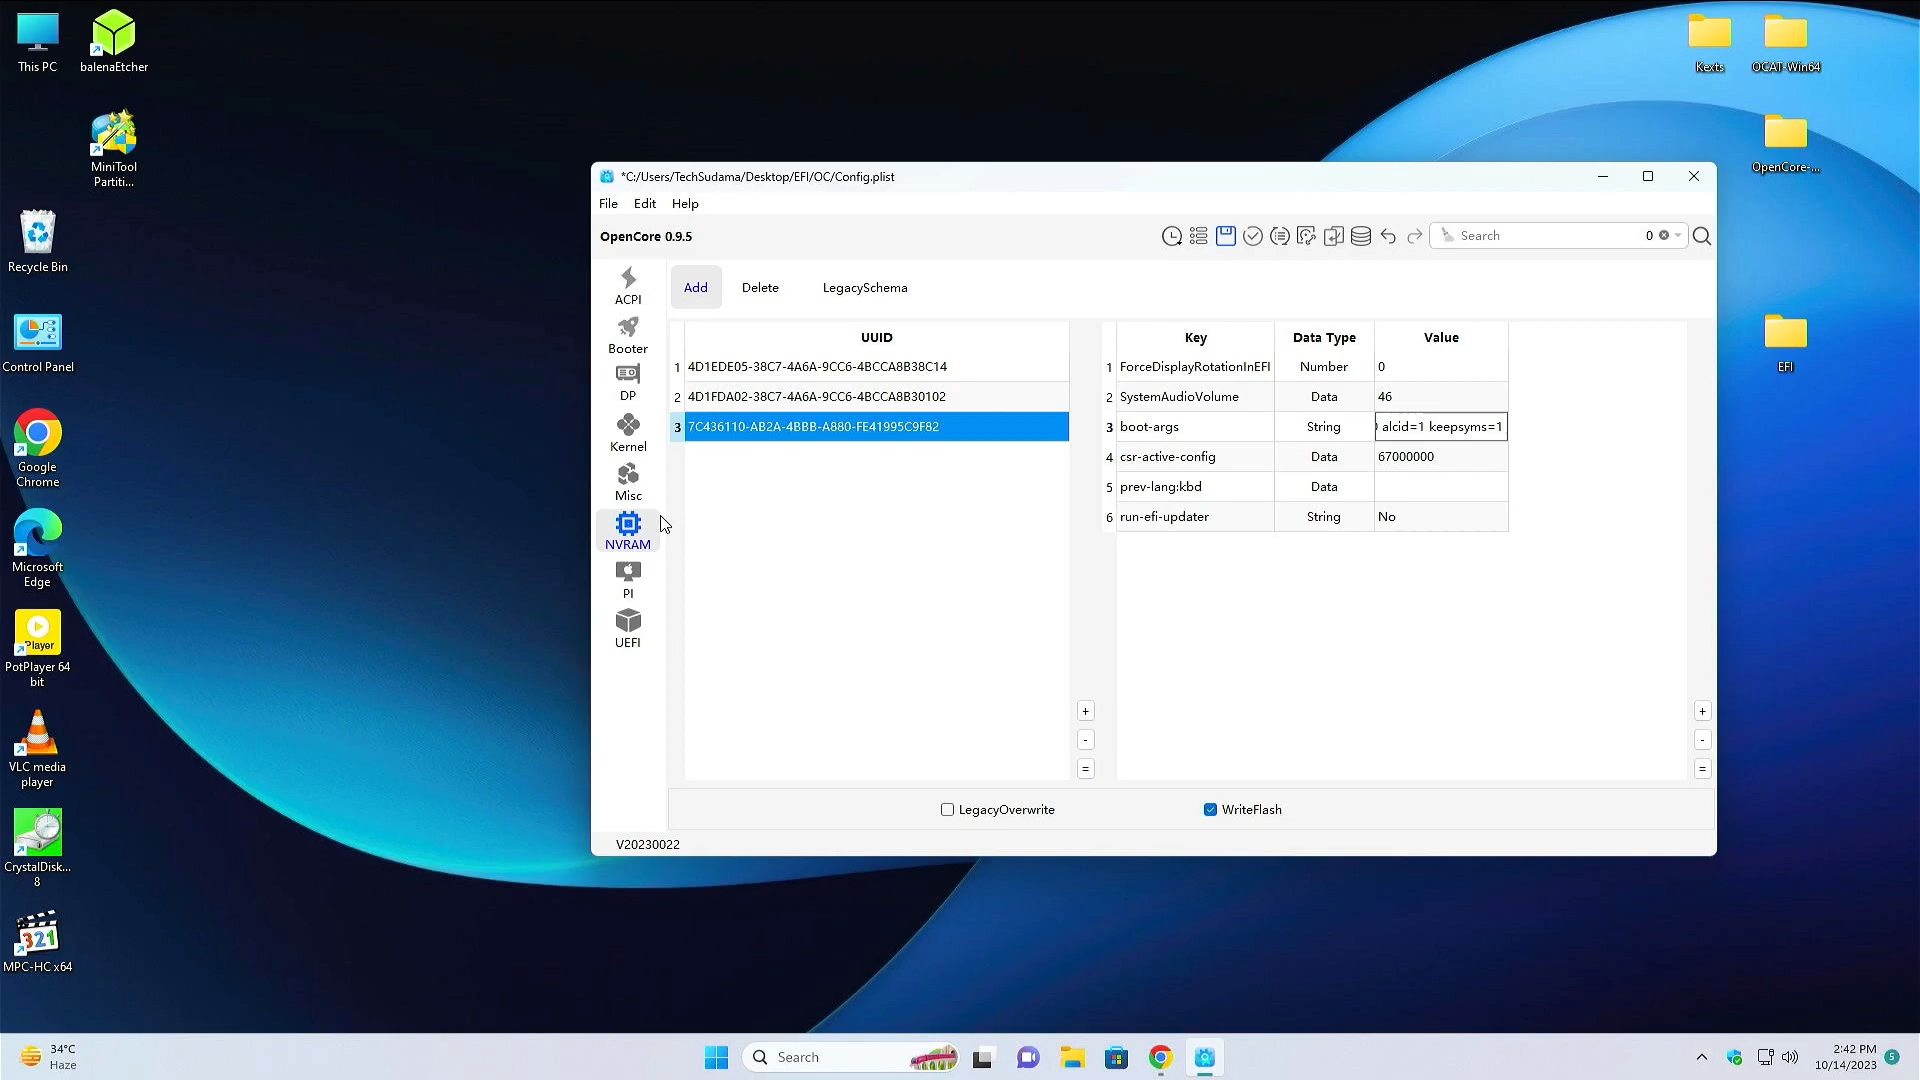 This PC
balenaEtcher
MiniTool
Partiti...
Recycle Bin
Control Panel
Google
Chrome
Microsoft
Edge
Player
PotPlayer 64
bit
VLC media
player
CrystalDisk...
8
321
MPC-HC x64
Kexts
OCAT-Win64
OpenCore-...
EFI
*C:/Users/TechSudama/Desktop/EFI/OC/Config.plist
File Edit Help
OpenCore 0.9.5
Search 0
ACPI
Booter
DP
Kernel
Misc
NVRAM
PI
UEFI
Add Delete LegacySchema
UUID
1 4D1EDE05-38C7-4A6A-9CC6-4BCCA8B38C14
2 4D1FDA02-38C7-4A6A-9CC6-4BCCA8B30102
3 7C436110-AB2A-4BBB-A880-FE41995C9F82
Key Data Type Value
1 ForceDisplayRotationInEFI Number 0
2 SystemAudioVolume Data 46
3 boot-args String alcid=1 keepsyms=1
4 csr-active-config Data 67000000
5 prev-lang:kbd Data
6 run-efi-updater String No
+
-
=
+
-
=
LegacyOverwrite WriteFlash
V20230022
34°C
Haze
Search
2:42 PM
10/14/2023
5